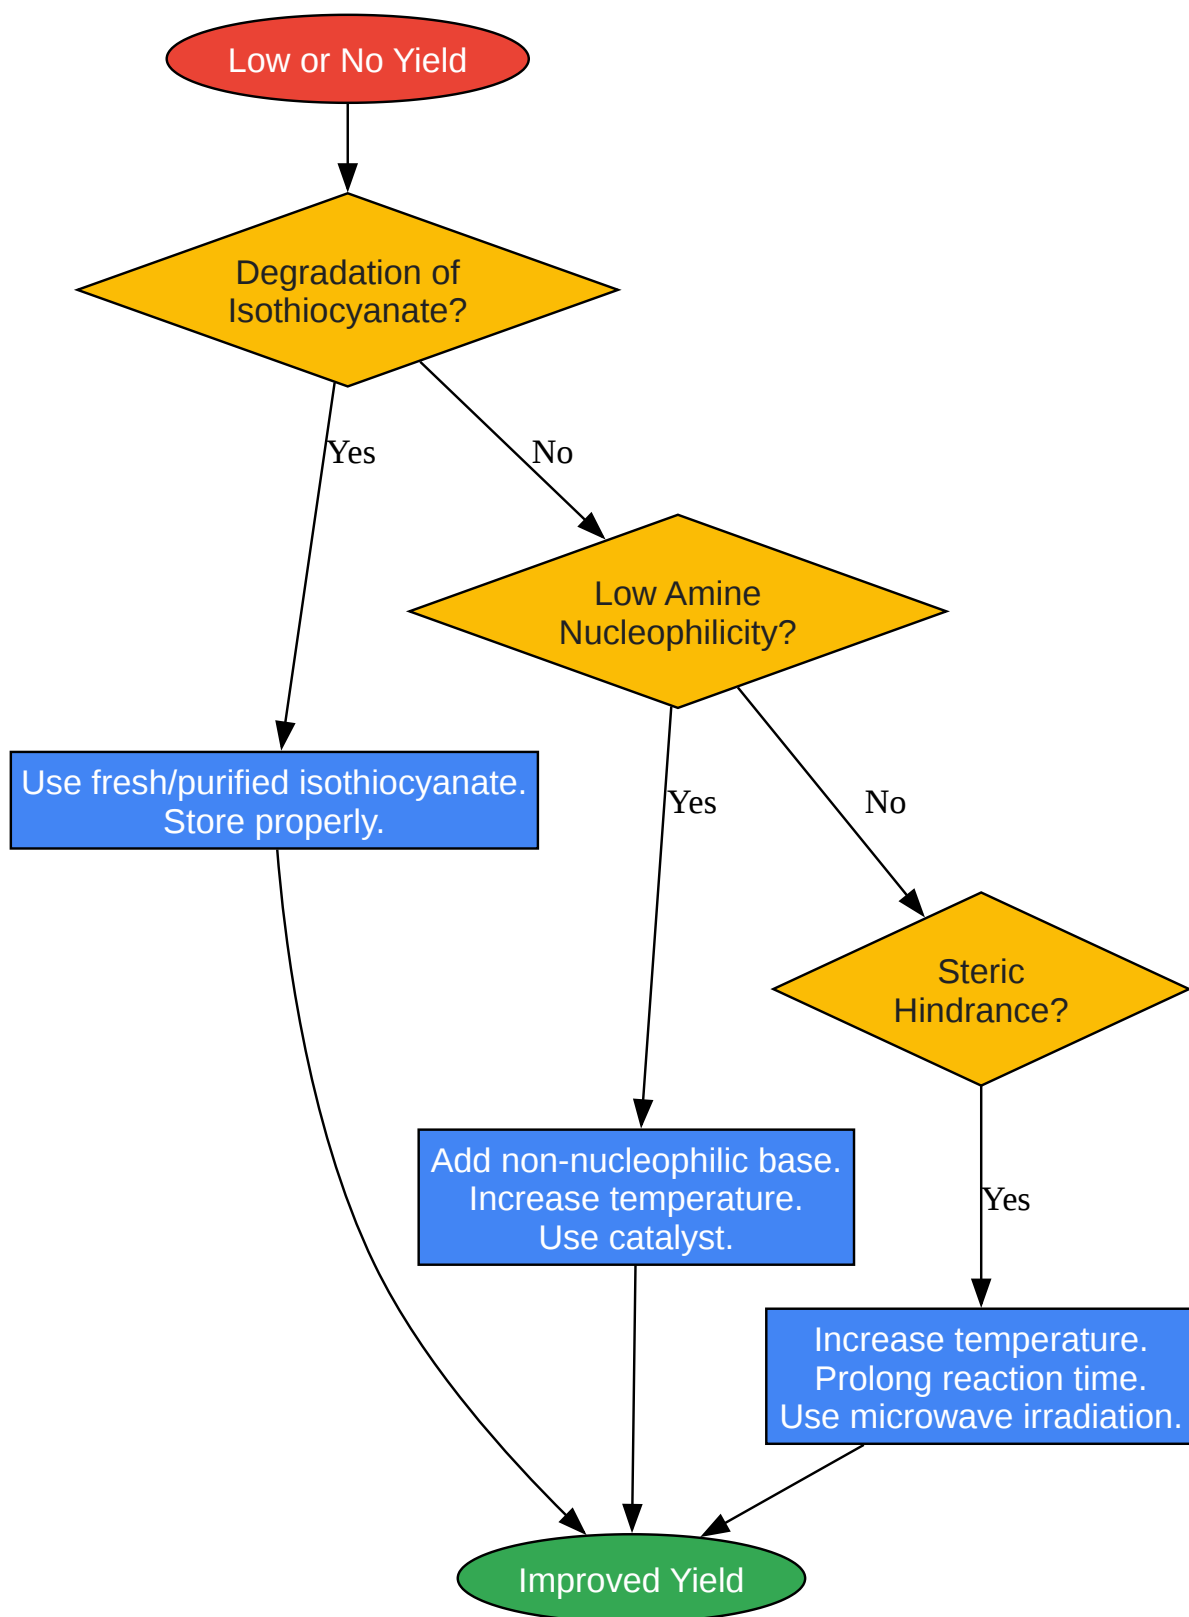 Low or No Yield
Degradation of
Isothiocyanate?
Yes
No
Low Amine
Nucleophilicity?
Use fresh/purified isothiocyanate.
Store properly.
Yes
No
Steric
Hindrance?
Add non-nucleophilic base.
Increase temperature.
Use catalyst.
Yes
Increase temperature.
Prolong reaction time.
Use microwave irradiation.
Improved Yield